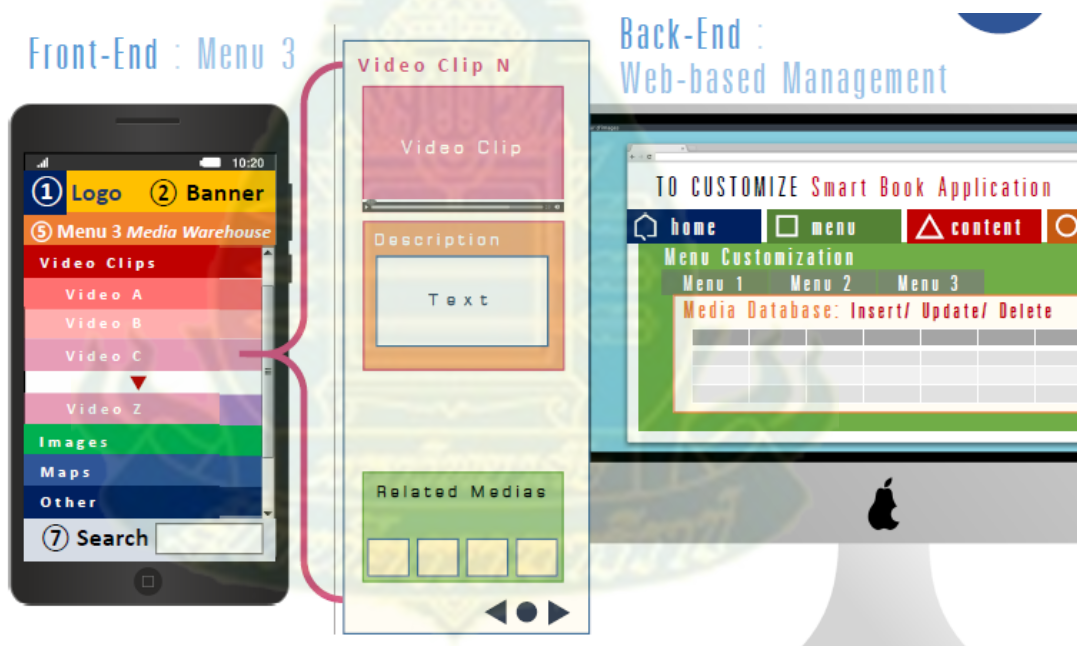 Front-End : Menu 3
10:20
1 Logo 2 Banner
5 Menu 3 Media Warehouse
Video Clips
Video A
Video B
Video C
Video Z
Images
Maps
Other
7 Search
Video Clip N
Video Clip
Description
Text
Related Medias
Back-End :
Web-based Management
TO CUSTOMIZE Smart Book Application
home menu content
Menu Customization
Menu 1 Menu 2 Menu 3
Media Database: Insert/ Update/ Delete